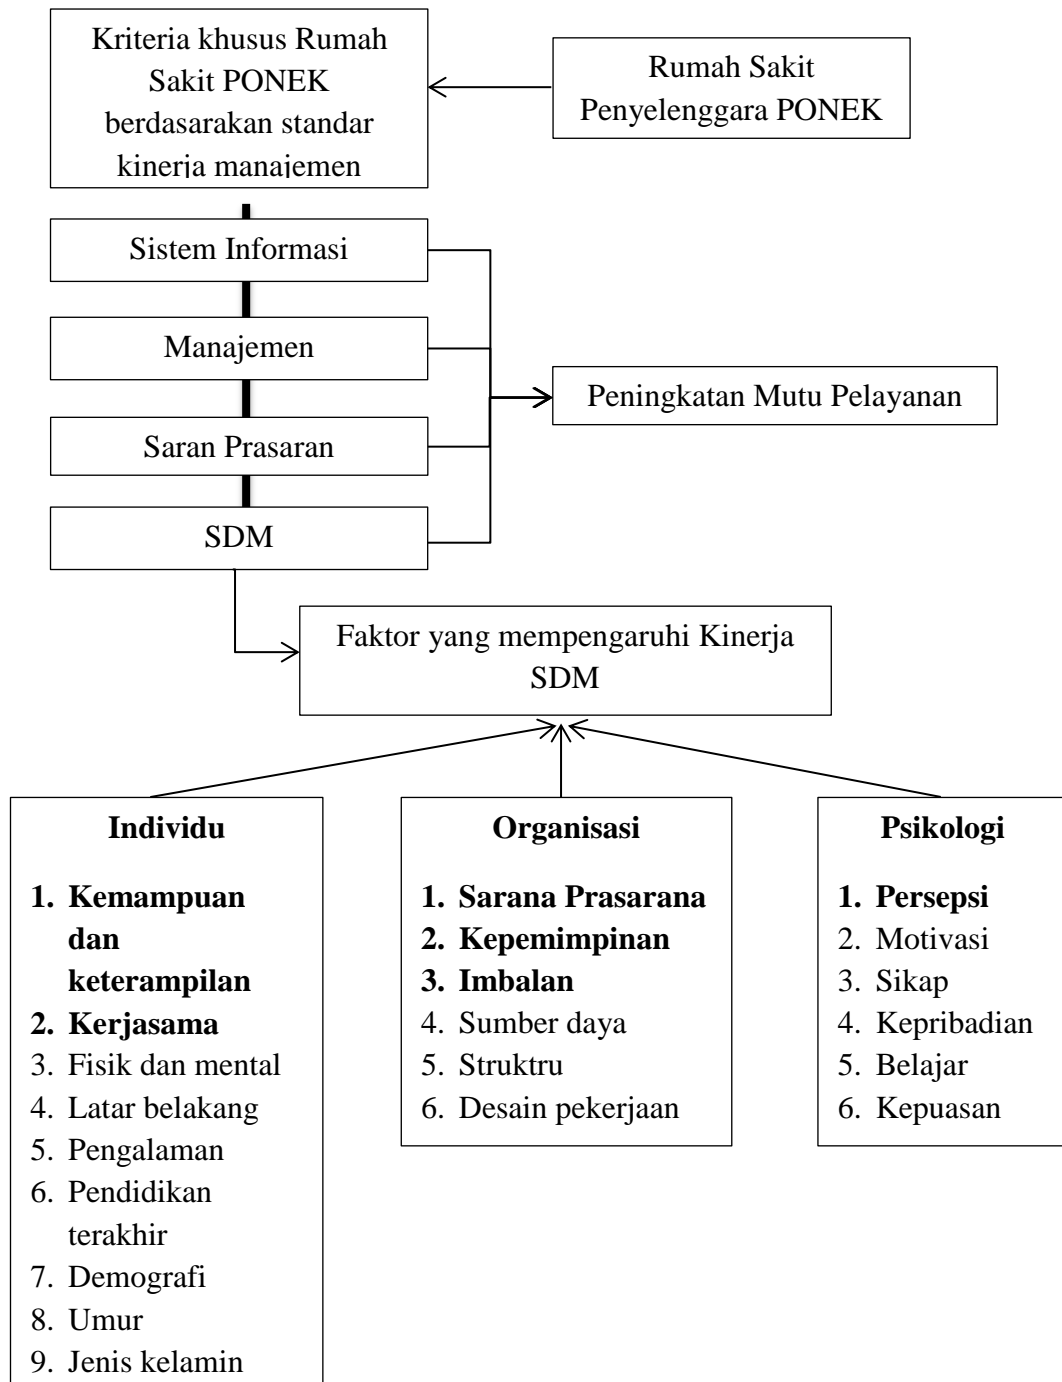 Kriteria khusus Rumah
Sakit PONEK
berdasarakan standar
kinerja manajemen
Rumah Sakit
Penyelenggara PONEK
Sistem Informasi
Manajemen
Saran Prasaran
SDM
Peningkatan Mutu Pelayanan
Faktor yang mempengaruhi Kinerja
SDM
Individu
1. Kemampuan
dan
keterampilan
2. Kerjasama
3. Fisik dan mental
4. Latar belakang
5. Pengalaman
6. Pendidikan
terakhir
7. Demografi
8. Umur
9. Jenis kelamin
Organisasi
1. Sarana Prasarana
2. Kepemimpinan
3. Imbalan
4. Sumber daya
5. Struktru
6. Desain pekerjaan
Psikologi
1. Persepsi
2. Motivasi
3. Sikap
4. Kepribadian
5. Belajar
6. Kepuasan